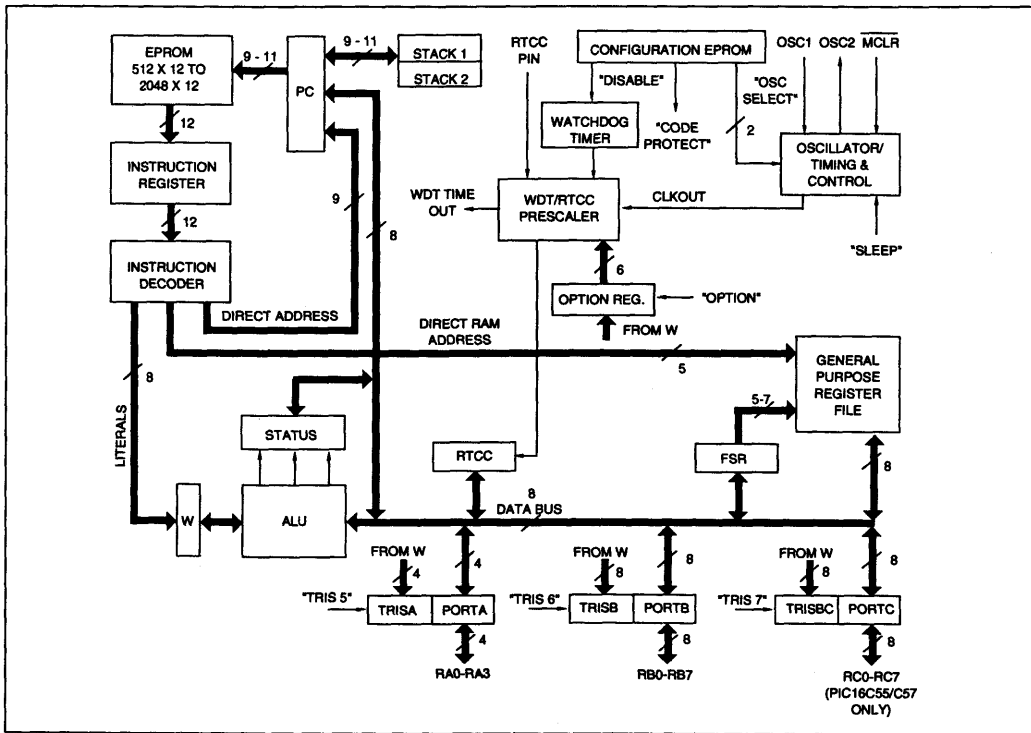 EPROM
512 X 12 TO
2048 X 12
9 - 11
PC
9 - 11
STACK 1
STACK 2
RTCC
PIN
CONFIGURATION EPROM
OSC1 OSC2 MCLR
"DISABLE"
"OSC
SELECT"
WATCHDOG
TIMER
"CODE
PROTECT"
2
12
INSTRUCTION
REGISTER
OSCILLATOR/
TIMING &
CONTROL
9
8
WDT TIME
OUT
WDT/RTCC
PRESCALER
CLKOUT
12
"SLEEP"
INSTRUCTION
DECODER
6
OPTION REG.
"OPTION"
DIRECT ADDRESS
FROM W
DIRECT RAM
ADDRESS
5
GENERAL
PURPOSE
REGISTER
FILE
8
LITERALS
5-7
STATUS
RTCC
FSR
8
W
ALU
8
DATA BUS
FROM W
4
4
FROM W
8
8
FROM W
8
8
"TRIS 5"
TRISA
PORTA
"TRIS 6"
TRISB
PORTB
"TRIS 7"
TRISBC
PORTC
4
8
8
RA0-RA3
RB0-RB7
RC0-RC7
(PIC16C55/C57
ONLY)